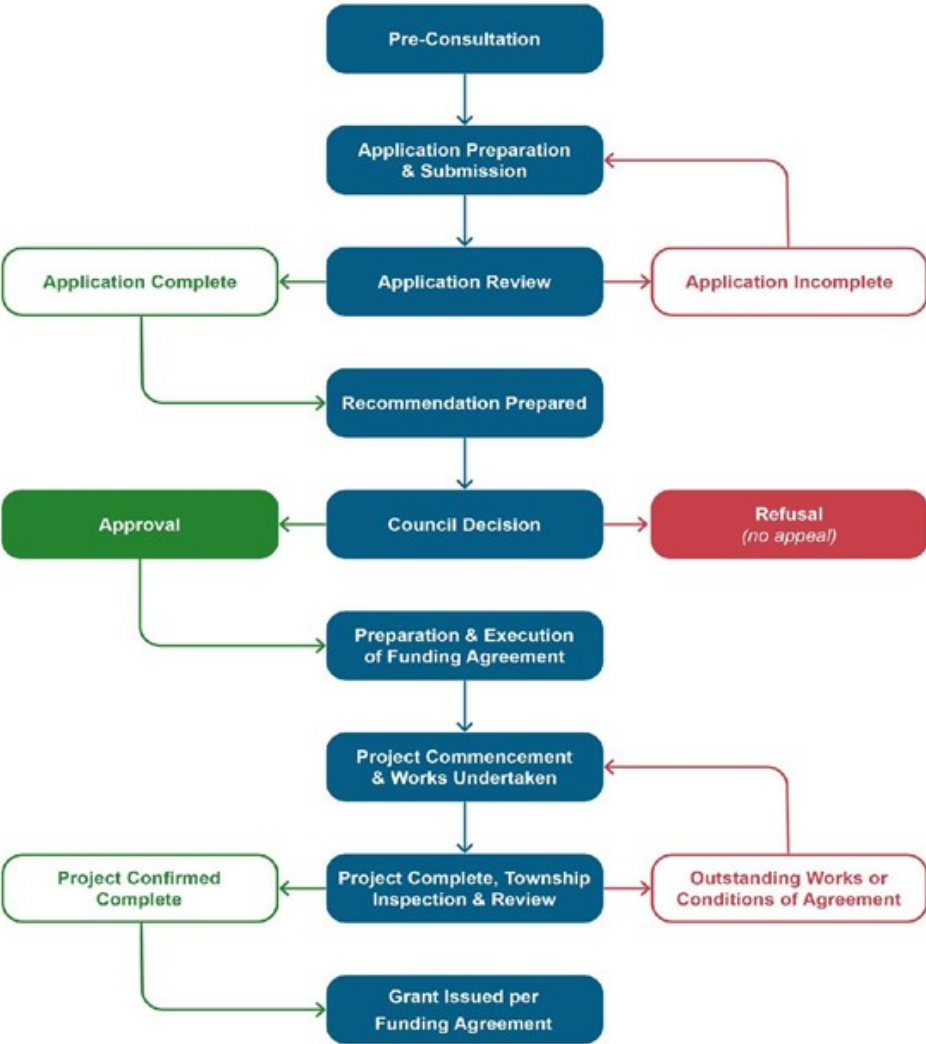 Pre-Consultation
Application Preparation
& Submission
Application Complete
Application Review
Application Incomplete
Recommendation Prepared
Approval
Council Decision
Refusal
(no appeal)
Preparation & Execution
of Funding Agreement
Project Commencement
& Works Undertaken
Project Confirmed
Complete
Project Complete, Township
Inspection & Review
Outstanding Works or
Conditions of Agreement
Grant Issued per
Funding Agreement